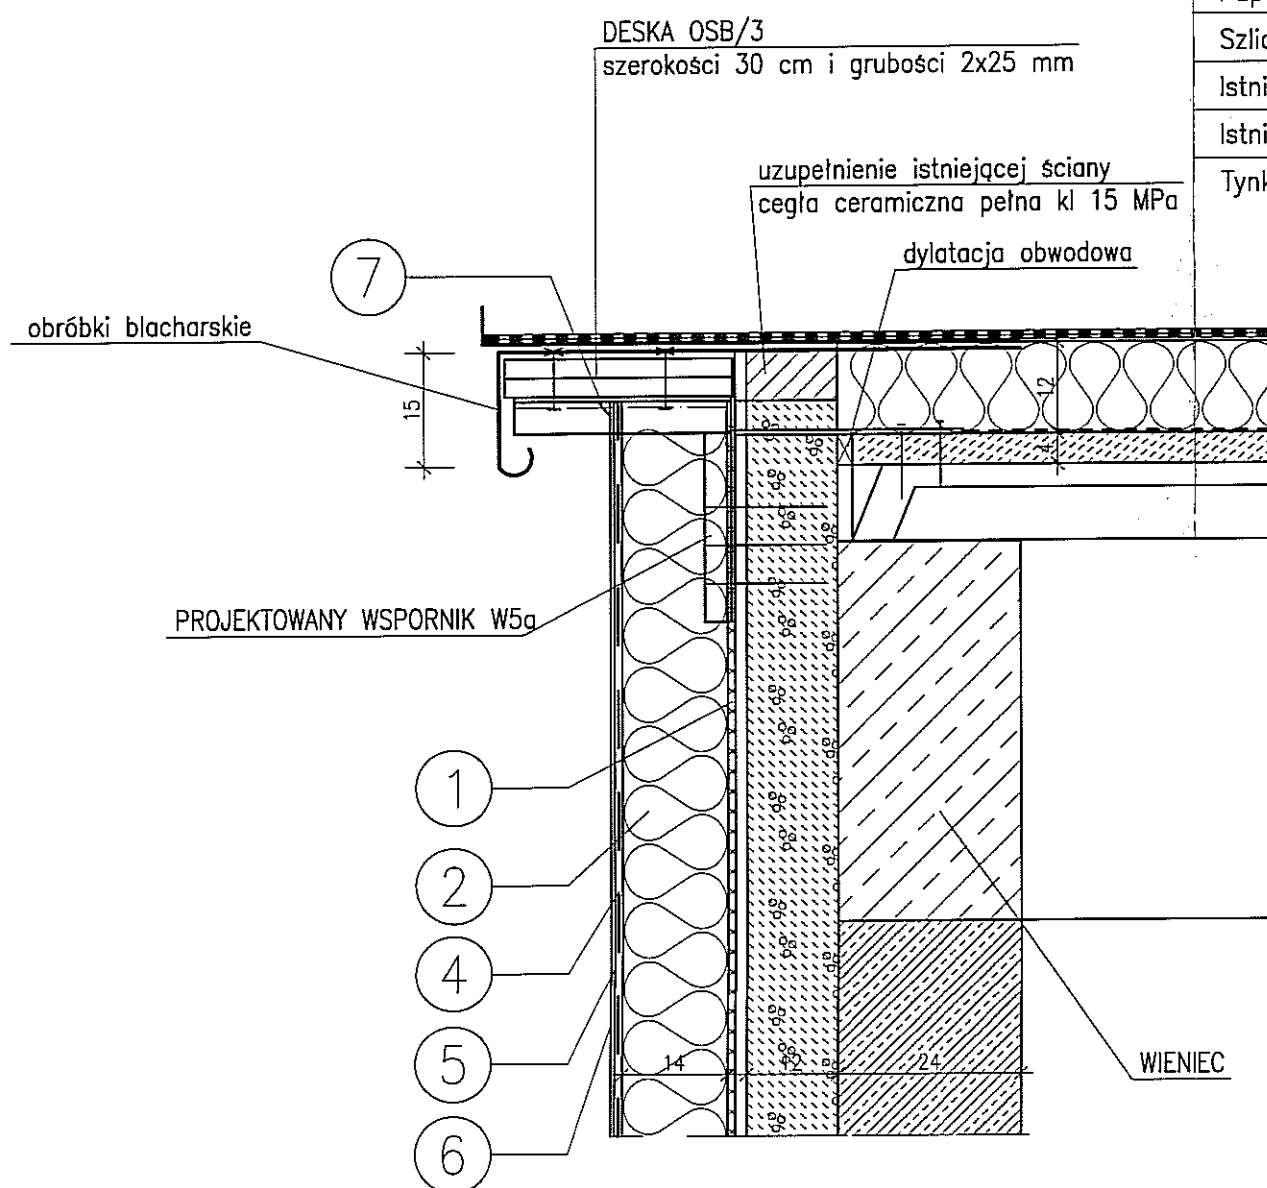 DESKA OSB/3
szerokości 30 cm i grubości 2x25 mm
Istni
Istni
Tynk
uzupełnienie istniejącej ściany
cegła ceramiczna pełna kl 15 MPa
dylatacja obwodowa
7
obróbki blacharskie
15
12
4
PROJEKTOWANY WSPORNIK W5a
1
2
4
5
6
14
12
24
WIENIEC